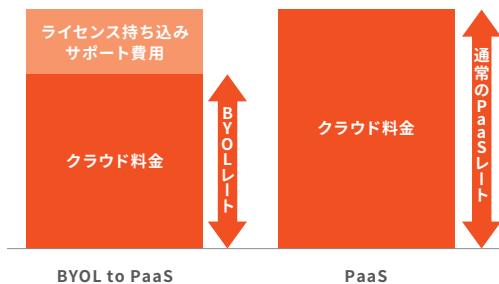 ライセンス持ち込み
サポート費用
クラウド料金
BYOLレート
BYOL to PaaS
クラウド料金
通常のPaaSレート
PaaS